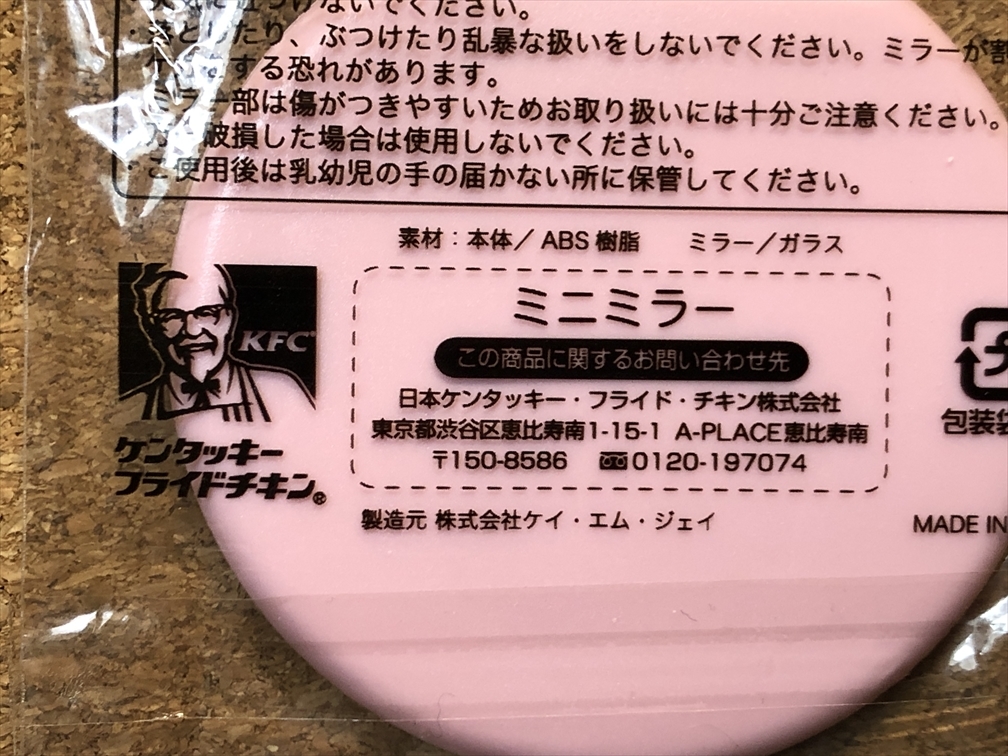 ないでください。
・落としたり、ぶつけたり乱暴な扱いをしないでください。ミラーが割
する恐れがあります。
ミラー部は傷がつきやすいためお取り扱いには十分ご注意ください。
破損した場合は使用しないでください。
・ご使用後は乳幼児の手の届かない所に保管してください。
素材：本体／ABS樹脂　ミラー／ガラス
KFC
ケンタッキー
フライドチキン®
ミニミラー
この商品に関するお問い合わせ先
日本ケンタッキー・フライド・チキン株式会社
東京都渋谷区恵比寿南1-15-1 A-PLACE恵比寿南
〒150-8586 0120-197074
製造元 株式会社ケイ・エム・ジェイ
プ
包装袋
MADE IN